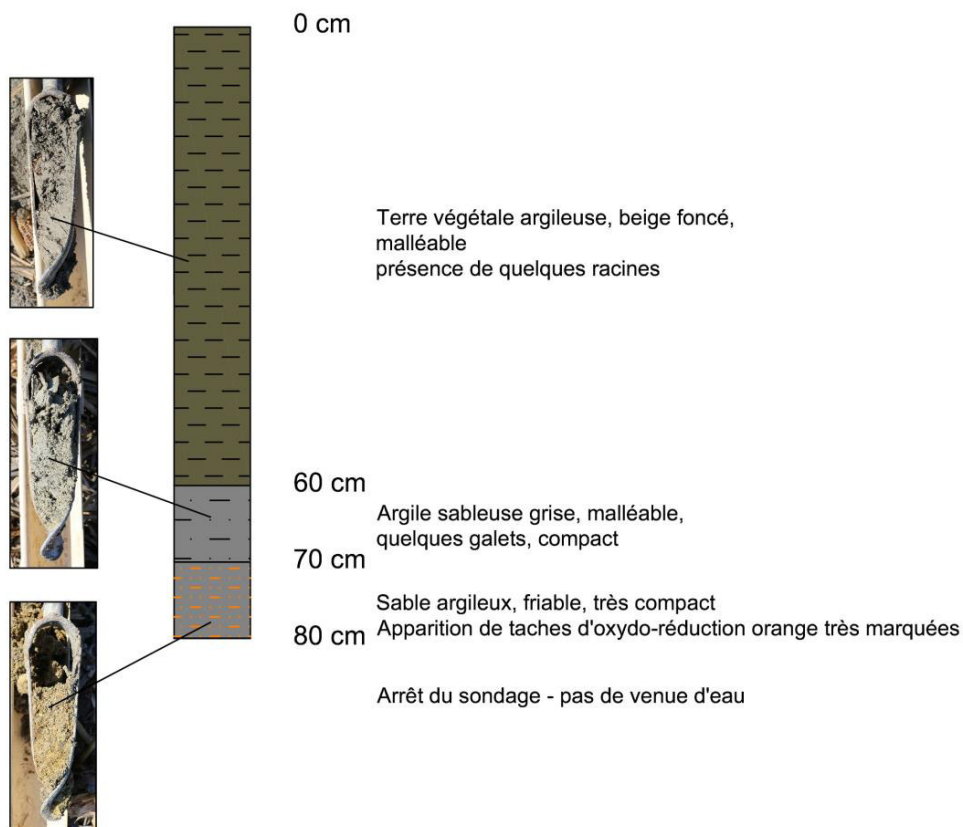 0 cm
Terre végétale argileuse, beige foncé,
malléable
présence de quelques racines
60 cm
Argile sableuse grise, malléable,
quelques galets, compact
70 cm
Sable argileux, friable, très compact
Apparition de taches d'oxydo-réduction orange très marquées
80 cm
Arrêt du sondage - pas de venue d'eau